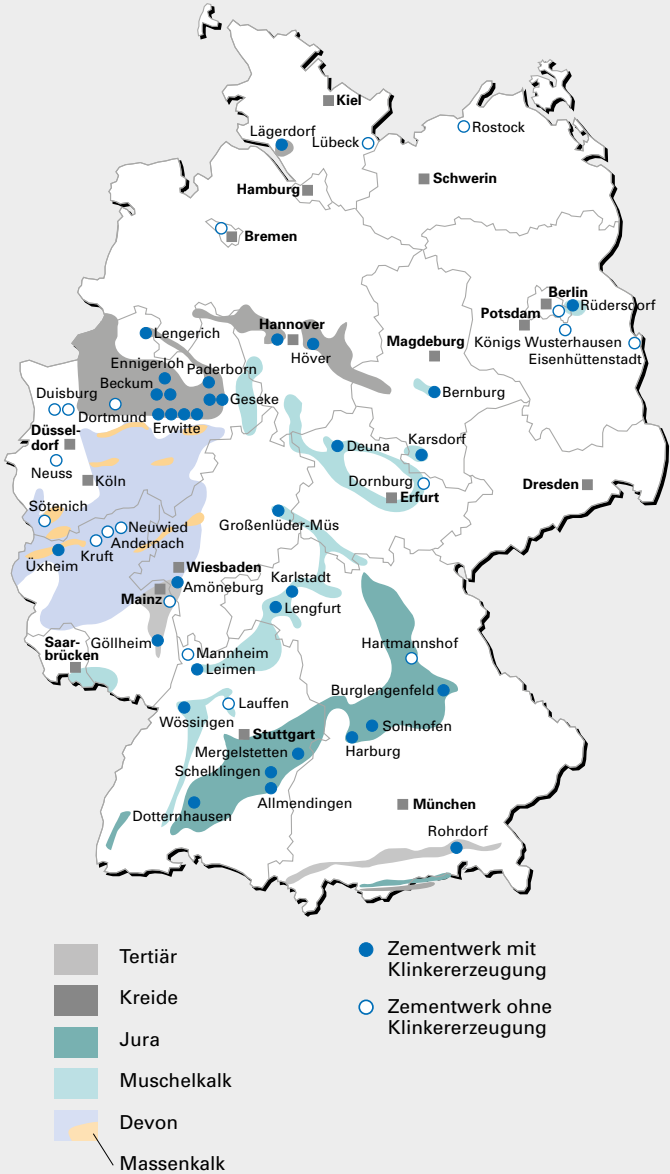 Kiel
Lägerdorf
Lübeck
Rostock
Hamburg
Schwerin
Bremen
Berlin
Rüdersdorf
Potsdam
Königs Wusterhausen
Eisenhüttenstadt
Lengerich
Hannover
Höver
Magdeburg
Ennigerloh
Paderborn
Beckum
Geseke
Bernburg
Duisburg
Dortmund
Erwitte
Düssel-
dorf
Neuss
Köln
Deuna
Karsdorf
Dornburg
Erfurt
Dresden
Sötenich
Neuwied
Andernach
Kruft
Üxheim
Großenlüder-Müs
Wiesbaden
Amöneburg
Mainz
Karlstadt
Lengfurt
Saar-
brücken
Göllheim
Mannheim
Leimen
Hartmannshof
Burglengenfeld
Wössingen
Lauffen
Stuttgart
Solnhofen
Harburg
Mergelstetten
Schelklingen
Allmendingen
Dotternhausen
München
Rohrdorf
Tertiär
Kreide
Jura
Muschelkalk
Devon
Massenkalk
Zementwerk mit
Klinkererzeugung
Zementwerk ohne
Klinkererzeugung